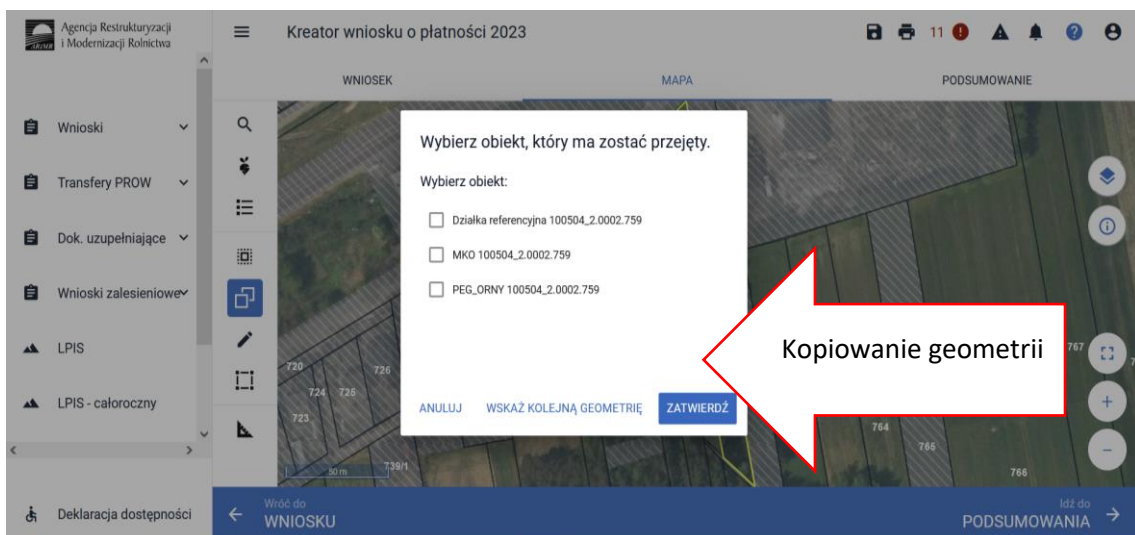 Agencja Restrukturyzacji
i Modernizacji Rolnictwa
ARiMR
Kreator wniosku o płatności 2023
11
WNIOSEK
MAPA
PODSUMOWANIE
Wnioski
Transfery PROW
Dok. uzupełniające
Wnioski zalesieniowe
LPIS
LPIS - całoroczny
Deklaracja dostępności
Wybierz obiekt, który ma zostać przejęty.
Wybierz obiekt:
Działka referencyjna 100504_2.0002.759
MKO 100504_2.0002.759
PEG_ORNY 100504_2.0002.759
ANULUJ WSKAŻ KOLEJNĄ GEOMETRIĘ ZATWIERDŹ
Kopiowanie geometrii
720
726
724 725
723
739/1
767
764
765
766
50 m
Wróć do
WNIOSKU
Idź do
PODSUMOWANIA